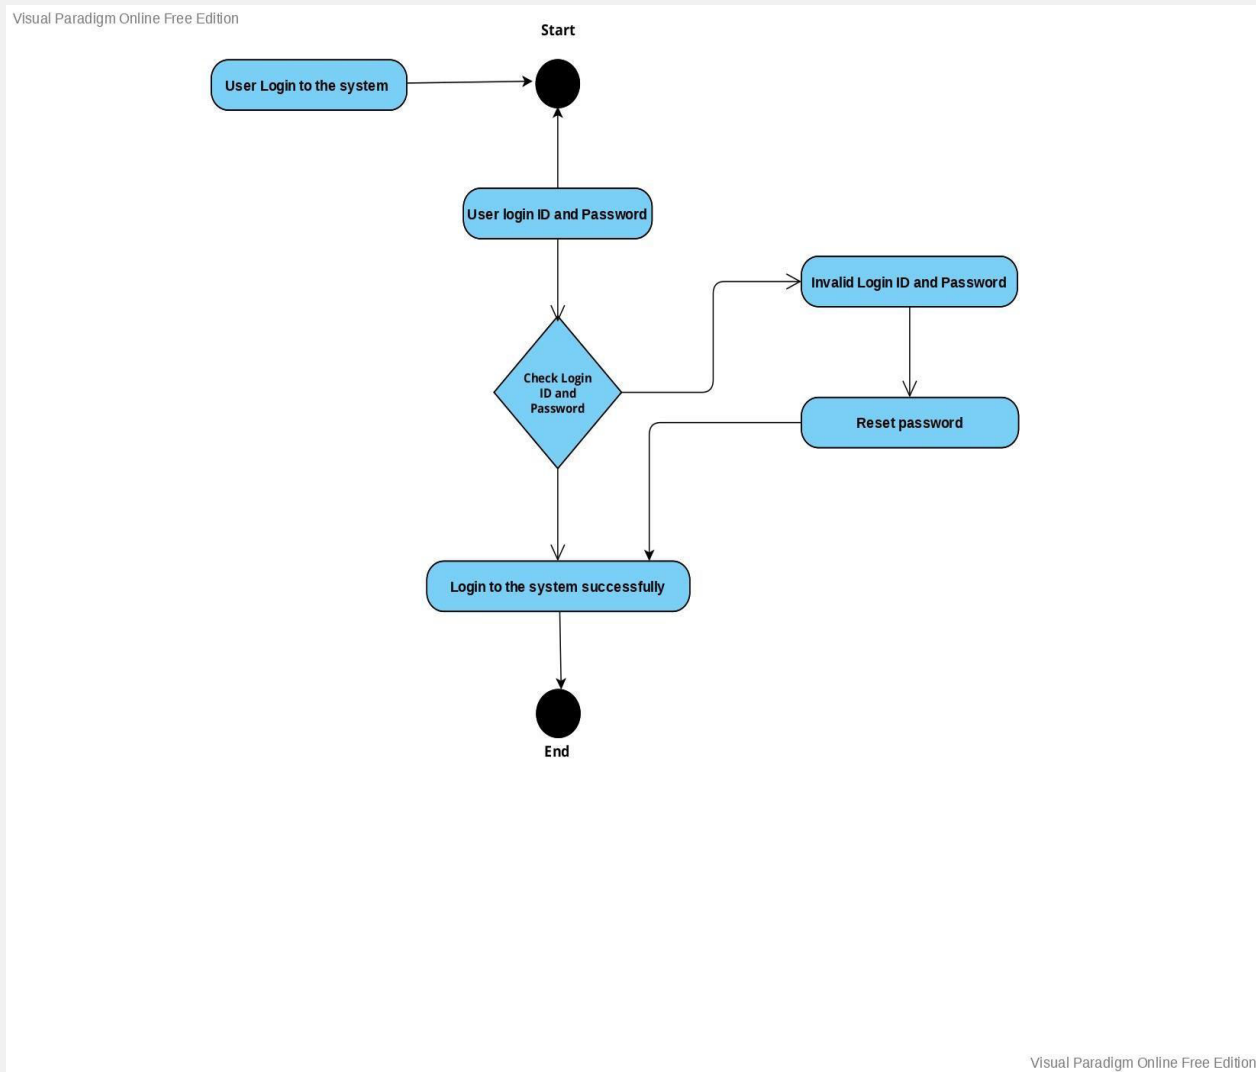 Visual Paradigm Online Free Edition
Start
User Login to the system
User login ID and Password
Invalid Login ID and Password
Check Login
ID and
Password
Reset password
Login to the system successfully
End
Visual Paradigm Online Free Edition